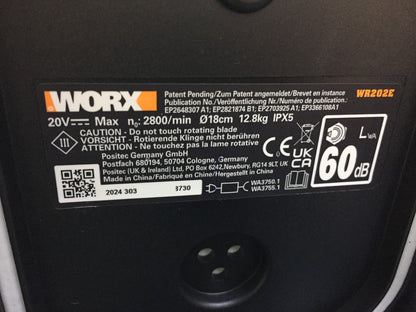 WORX
Patent Pending/Zum Patent angemeldet/Brevet en instance
Publication No./Veröffentlichung Nr./Numéro de publication:
EP2648307 A1; EP2821874 B1; EP2703925 A1; EP3366108A1
WR202E
20V Max n₀: 2800/min Ø18cm 12.8kg IPX5
CAUTION - Do not touch rotating blade
VORSICHT - Rotierende Klinge nicht berühren
ATTENTION - Ne touchez pas la lame rotative
Positec Germany GmbH
Postfach 680194, 50704 Cologne, Germany
Positec (UK & Ireland) Ltd, PO Box 6242, Newbury, RG14 9LT UK
Made in China/Fabriqué en Chine/Hergestellt in China
2024 303 3730
WA3750.1
WA3755.1
CE
UK
CA
LWA
60dB